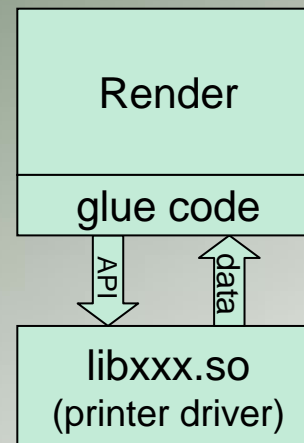 Render
glue code
API
data
libxxx.so
(printer driver)